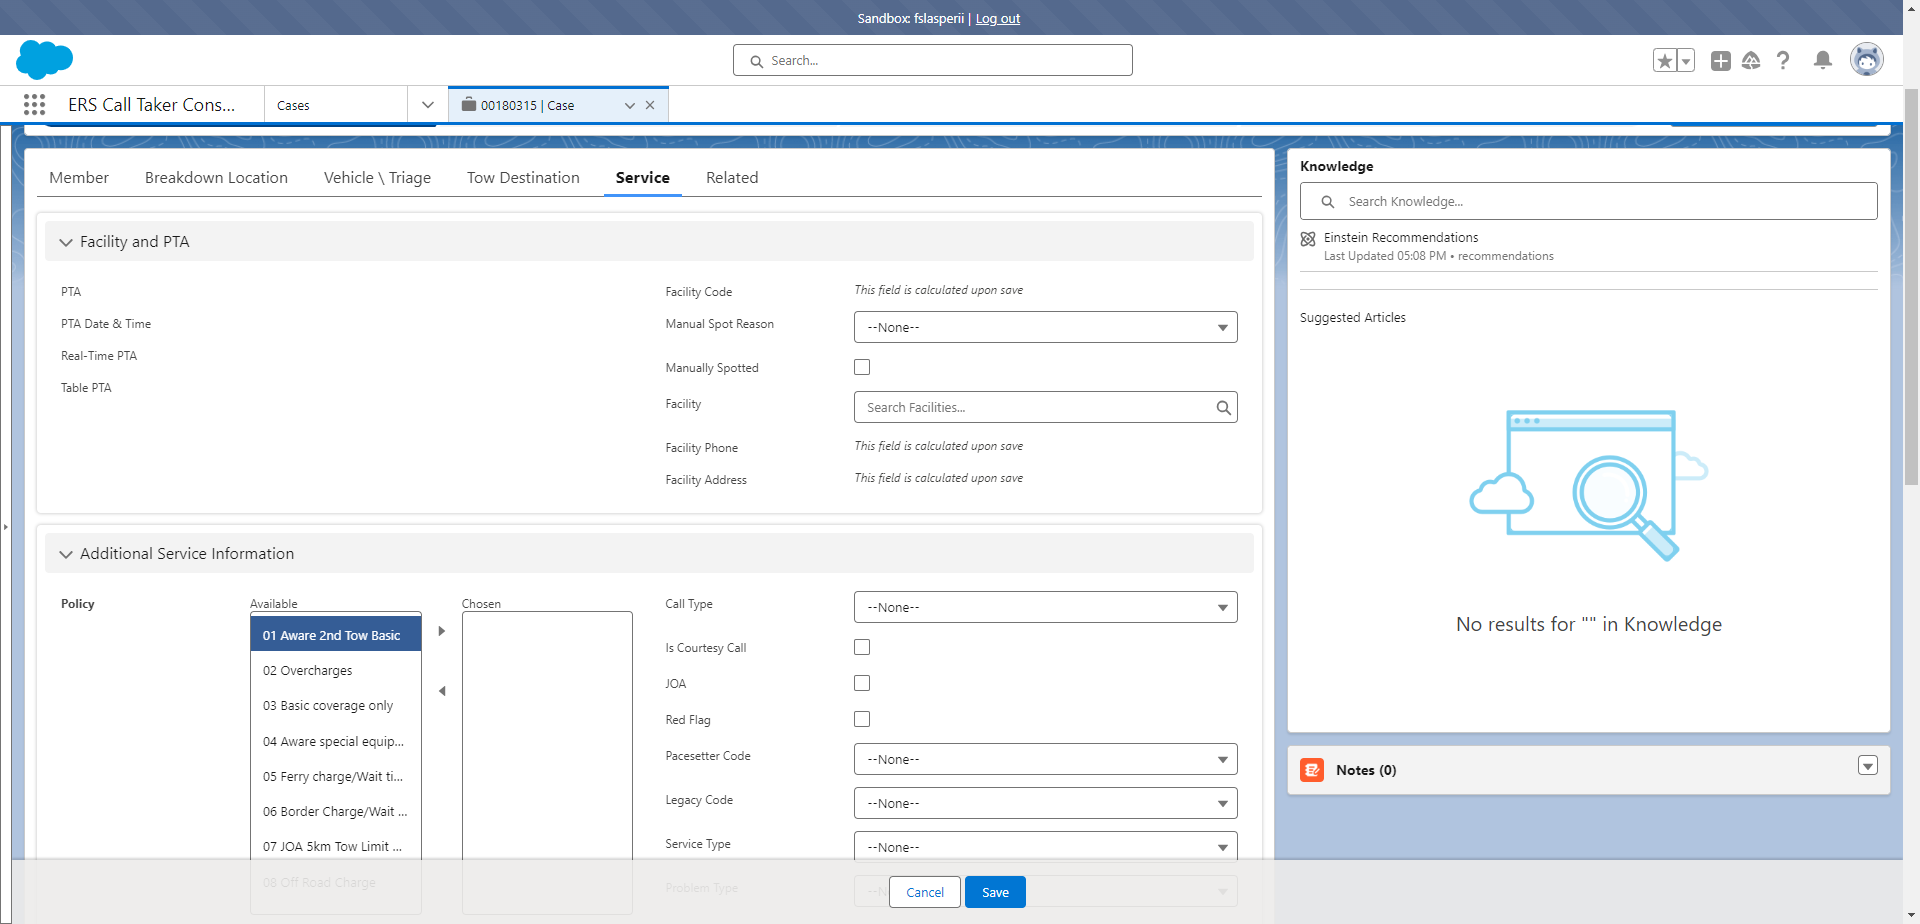 Sandbox: fslasperii | Log out
Search...
ERS Call Taker Cons...
Cases
00180315 | Case
Member
Breakdown Location
Vehicle \ Triage
Tow Destination
Service
Related
Facility and PTA
PTA
PTA Date & Time
Real-Time PTA
Table PTA
Facility Code
This field is calculated upon save
Manual Spot Reason
--None--
Manually Spotted
Facility
Search Facilities...
Facility Phone
This field is calculated upon save
Facility Address
This field is calculated upon save
Additional Service Information
Policy
Available
01 Aware 2nd Tow Basic
02 Overcharges
03 Basic coverage only
04 Aware special equip...
05 Ferry charge/Wait ti...
06 Border Charge/Wait ...
07 JOA 5km Tow Limit ...
08 Off Road Charge
Chosen
Call Type
--None--
Is Courtesy Call
JOA
Red Flag
Pacesetter Code
--None--
Legacy Code
--None--
Service Type
--None--
Problem Type
--N
Cancel
Save
Knowledge
Search Knowledge...
Einstein Recommendations
Last Updated 05:08 PM • recommendations
Suggested Articles
No results for "" in Knowledge
Notes (0)